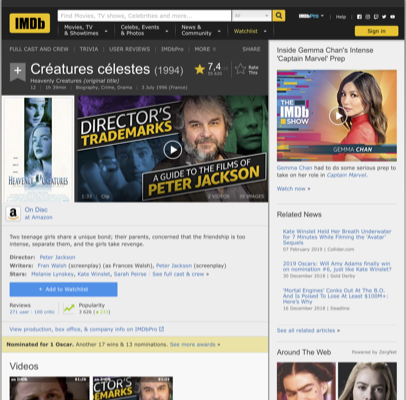 IMDb
Find Movies, TV shows, Celebrities and more...
All
IMDbPro
Help
Movies, TV
& Showtimes
Celebs, Events
& Photos
News &
Community
Watchlist
Sign in
FULL CAST AND CREW | TRIVIA | USER REVIEWS | IMDbPro | MORE
SHARE
Créatures célestes (1994)
Heavenly Creatures (original title)
12 | 1h 39min | Biography, Crime, Drama | 3 July 1996 (France)
7,4
Rate
This
HEAVENLY CREATURES
DIRECTOR'S
TRADEMARKS
A GUIDE TO THE FILMS OF
PETER JACKSON
Clip
On Disc
at Amazon
Two teenage girls share a unique bond; their parents, concerned that the friendship is too
intense, separate them, and the girls take revenge.
Director: Peter Jackson
Writers: Fran Walsh (screenplay) (as Frances Walsh), Peter Jackson (screenplay)
Stars: Melanie Lynskey, Kate Winslet, Sarah Peirse | See full cast & crew »
+ Add to Watchlist
Reviews
271 user | 100 critic
Popularity
View production, box office, & company info on IMDbPro
Nominated for 1 Oscar. Another 17 wins & 13 nominations. See more awards »
Videos
Inside Gemma Chan's Intense
'Captain Marvel' Prep
THE
IMDb
SHOW
GEMMA CHAN
Gemma Chan had to do some serious prep to
take on her role in Captain Marvel.
Watch now »
Related News
Kate Winslet Held Her Breath Underwater
for 7 Minutes While Filming the 'Avatar'
Sequels
07 February 2019 | Collider.com
2019 Oscars: Will Amy Adams finally win
on nomination #6, just like Kate Winslet?
30 December 2018 | Gold Derby
'Mortal Engines' Conks Out At The B.O.
And Is Poised To Lose At Least $100M+:
Here's Why
16 December 2018 | Deadline
See all related articles »
Around The Web
Powered by ZergNet